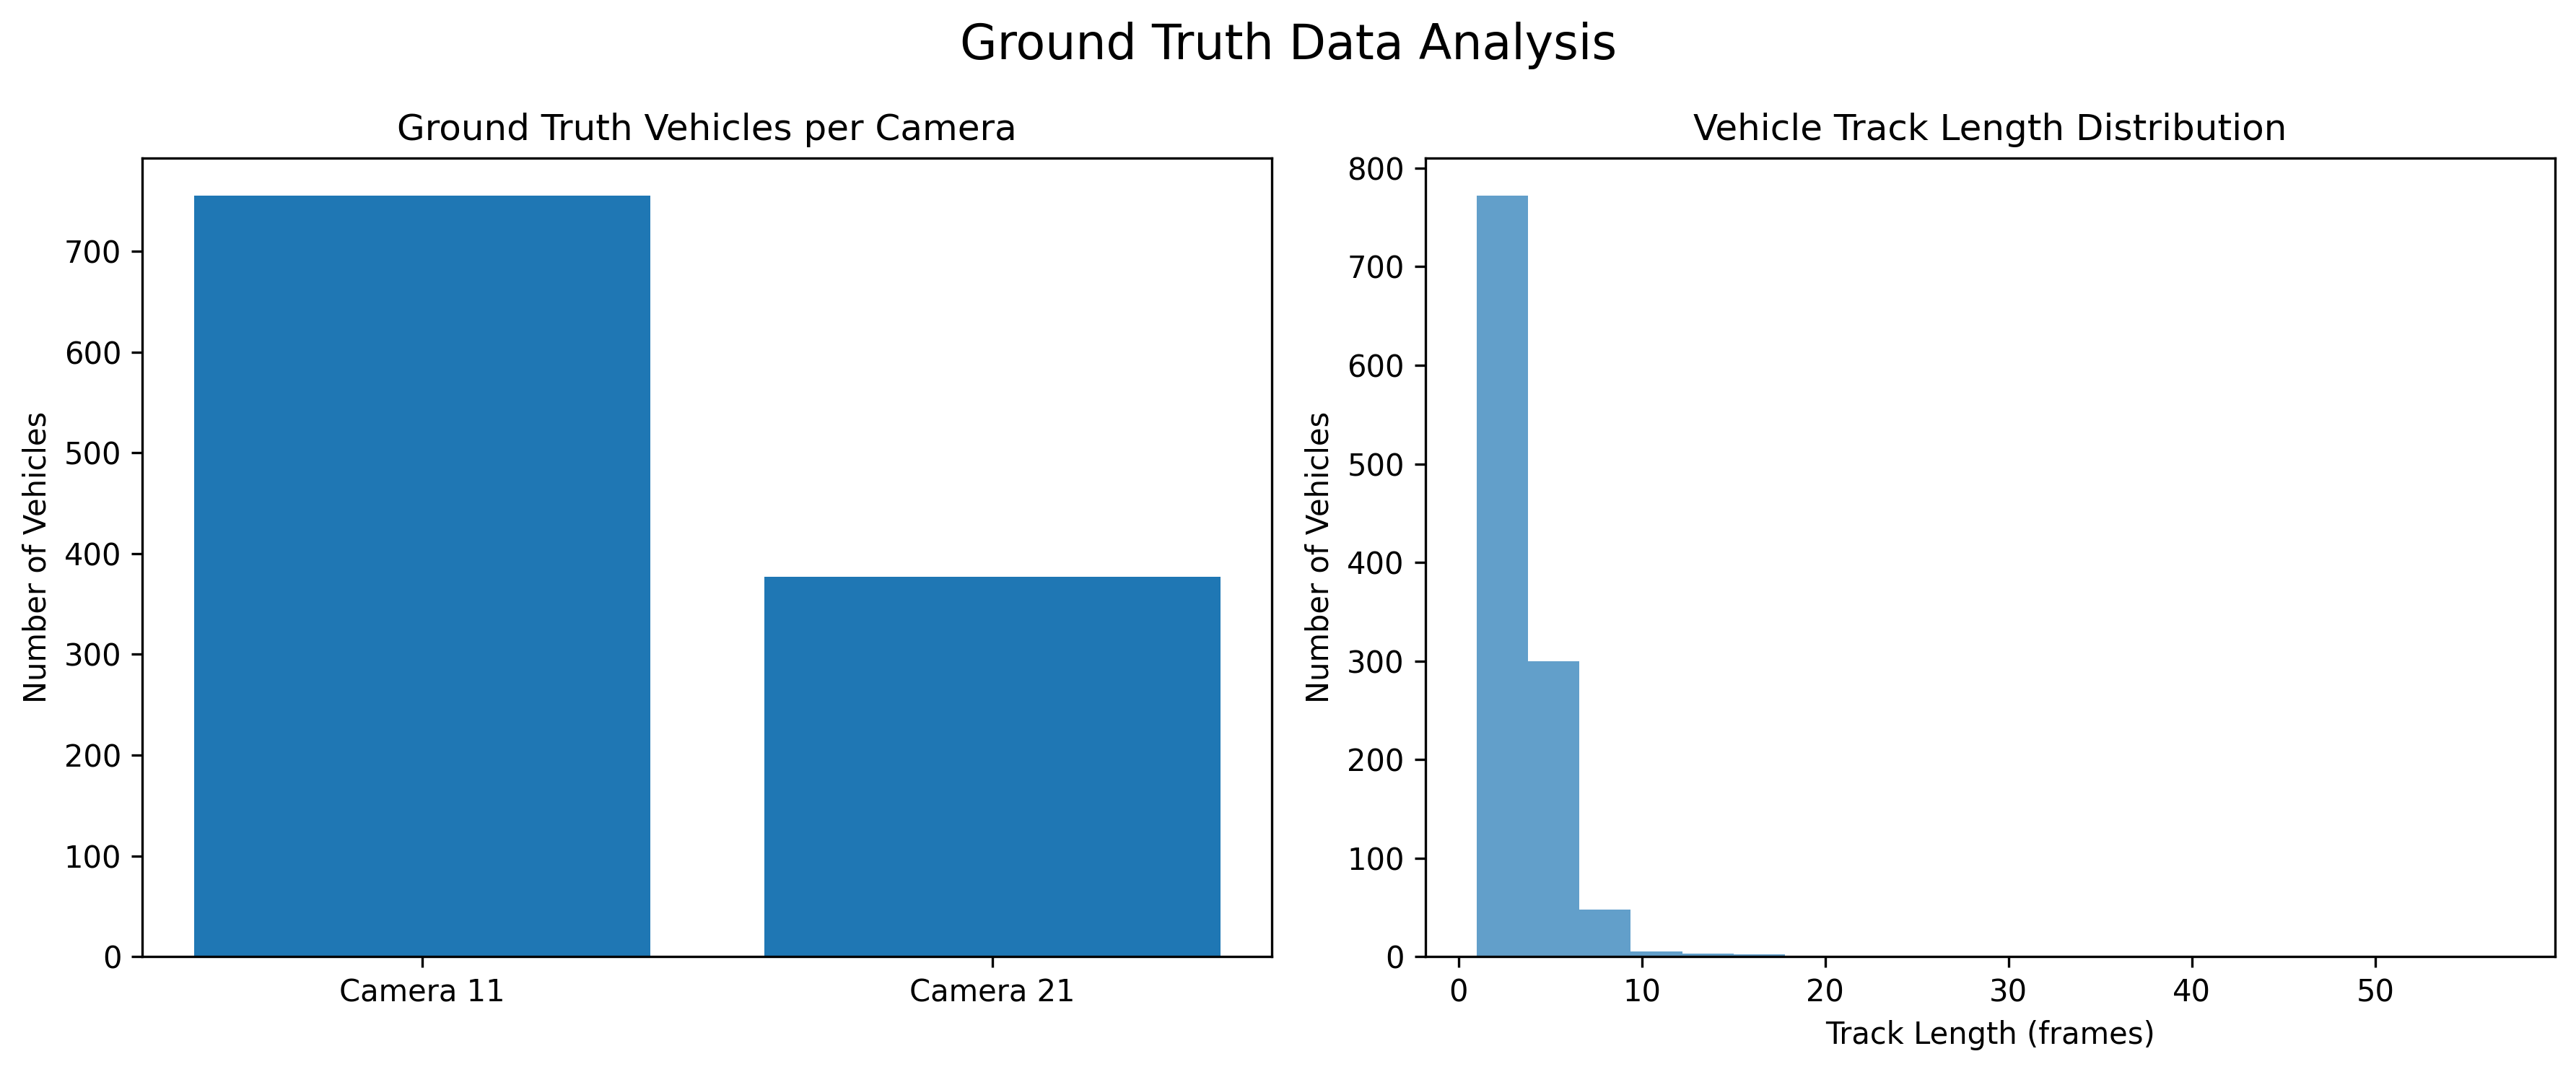 Ground Truth Data Analysis
Ground Truth Vehicles per Camera
Number of Vehicles
700
600
500
400
300
200
100
0
Camera 11
Camera 21
Vehicle Track Length Distribution
Number of Vehicles
800
700
600
500
400
300
200
100
0
0
10
20
30
40
50
Track Length (frames)